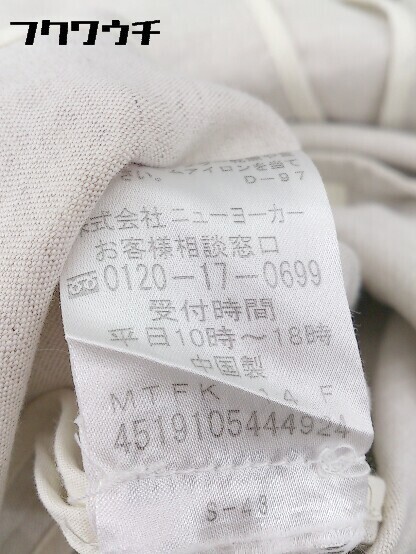 フクワウチ
さい。アイロンを当て
D-97
株式会社ニューヨーカー
お客様相談窓口
0120-17-0699
受付時間
平日10時〜18時
中国製
MTFK 14 F
4519105444924
S-48